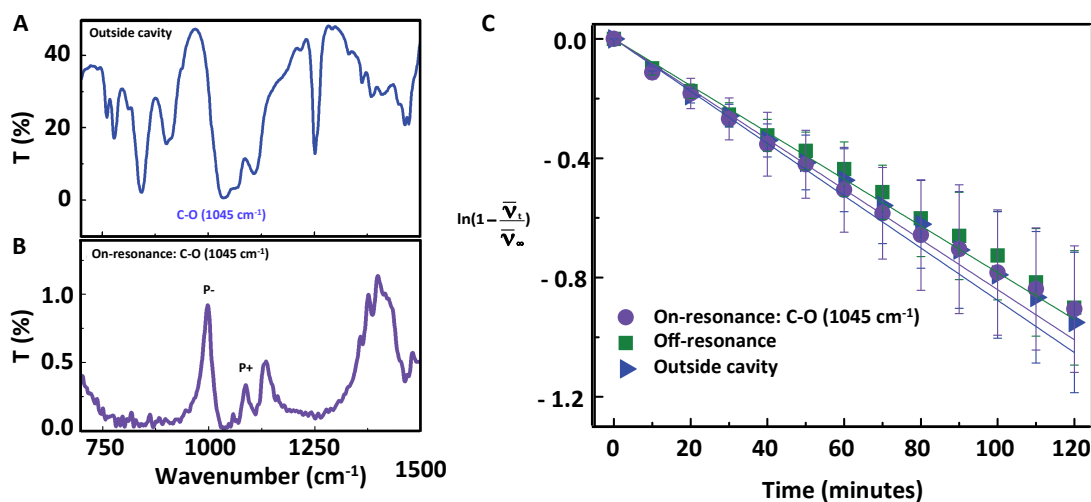 A
Outside cavity
40
20
0
T (%)
C-O (1045 cm⁻¹)
B
On-resonance: C-O (1045 cm⁻¹)
P-
P+
1.0
0.5
0.0
T (%)
750 1000 1250 1500
Wavenumber (cm⁻¹)
C
0.0
- 0.4
- 0.8
- 1.2
ln(1− ν̅ₜ / ν̅∞)
On-resonance: C-O (1045 cm⁻¹)
Off-resonance
Outside cavity
0 20 40 60 80 100 120
Time (minutes)